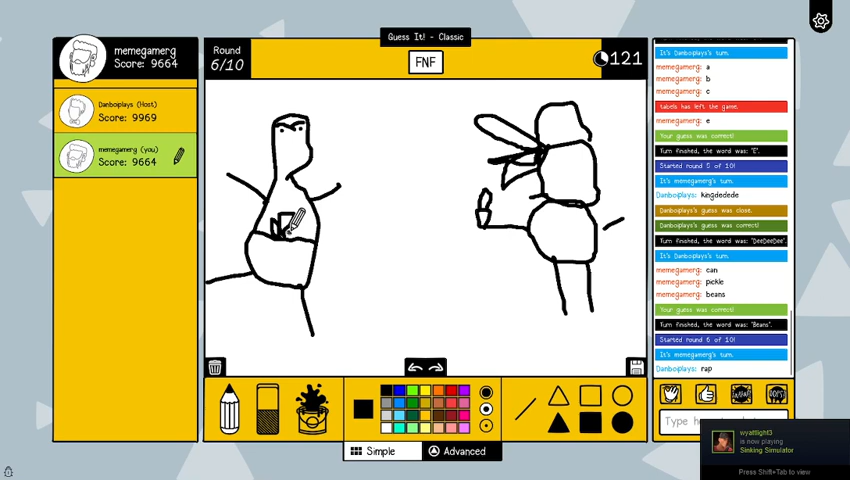 Guess It! - Classic
memegamerg
Score: 9664
Round
6/10
FNF
121
Danboiplays (Host)
Score: 9969
memegamerg (you)
Score: 9664
It's Danboiplays's turn.
memegamerg: a
memegamerg: b
memegamerg: c
tabels has left the game.
memegamerg: e
Your guess was correct!
Turn finished, the word was: "E".
Started round 5 of 10!
It's memegamerg's turn.
Danboiplays: kingdedede
Danboiplays's guess was close.
Danboiplays's guess was correct!
Turn finished, the word was: "DeeDeeDee".
It's Danboiplays's turn.
memegamerg: can
memegamerg: pickle
memegamerg: beans
Your guess was correct!
Turn finished, the word was: "Beans".
Started round 6 of 10!
It's memegamerg's turn.
Danboiplays: rap
Simple
Advanced
wyattlight3
is now playing
Sinking Simulator
Press Shift+Tab to view